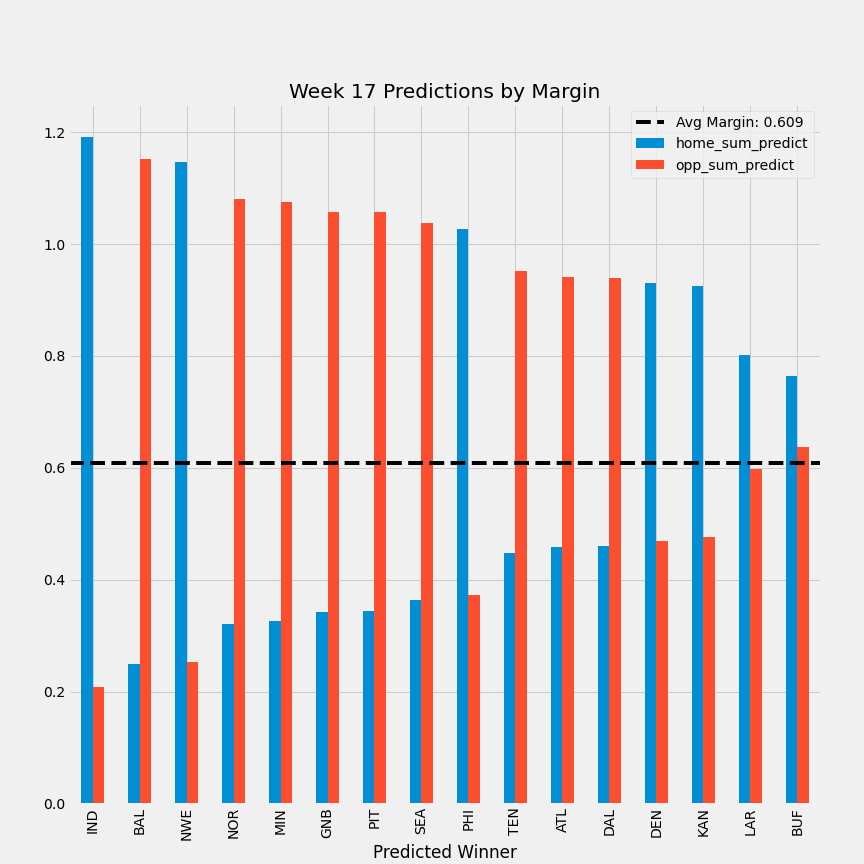 Week 17 Predictions by Margin
Avg Margin: 0.609
home_sum_predict
opp_sum_predict
1.2
1.0
0.8
0.6
0.4
0.2
0.0
IND
BAL
NWE
NOR
MIN
GNB
PIT
SEA
PHI
TEN
ATL
DAL
DEN
KAN
LAR
BUF
Predicted Winner